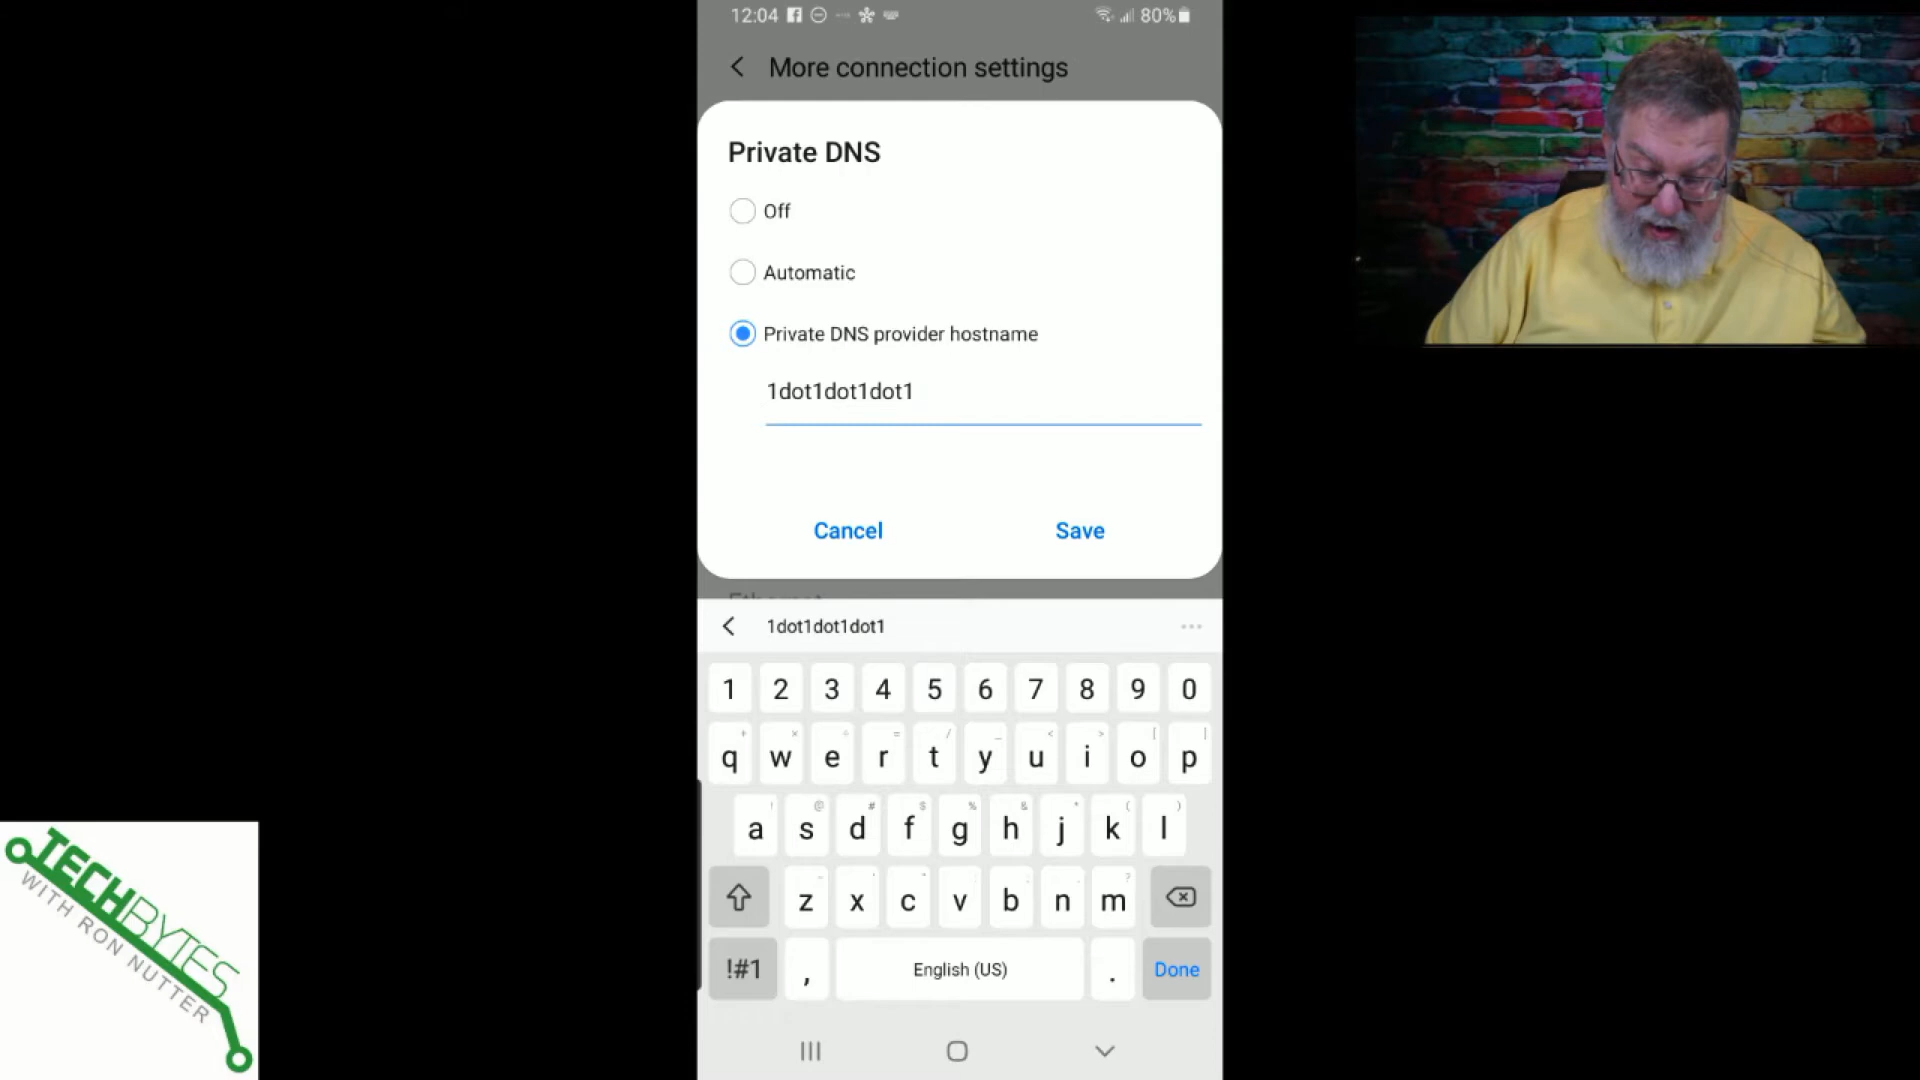 12:04
80%
More connection settings
Private DNS
Off
Automatic
Private DNS provider hostname
1dot1dot1dot1
Cancel
Save
1dot1dot1dot1
1 2 3 4 5 6 7 8 9 0
q w e r t y u i o p
a s d f g h j k l
z x c v b n m
!#1 , English (US) . Done
TECHBYTES
WITH RON NUTTER